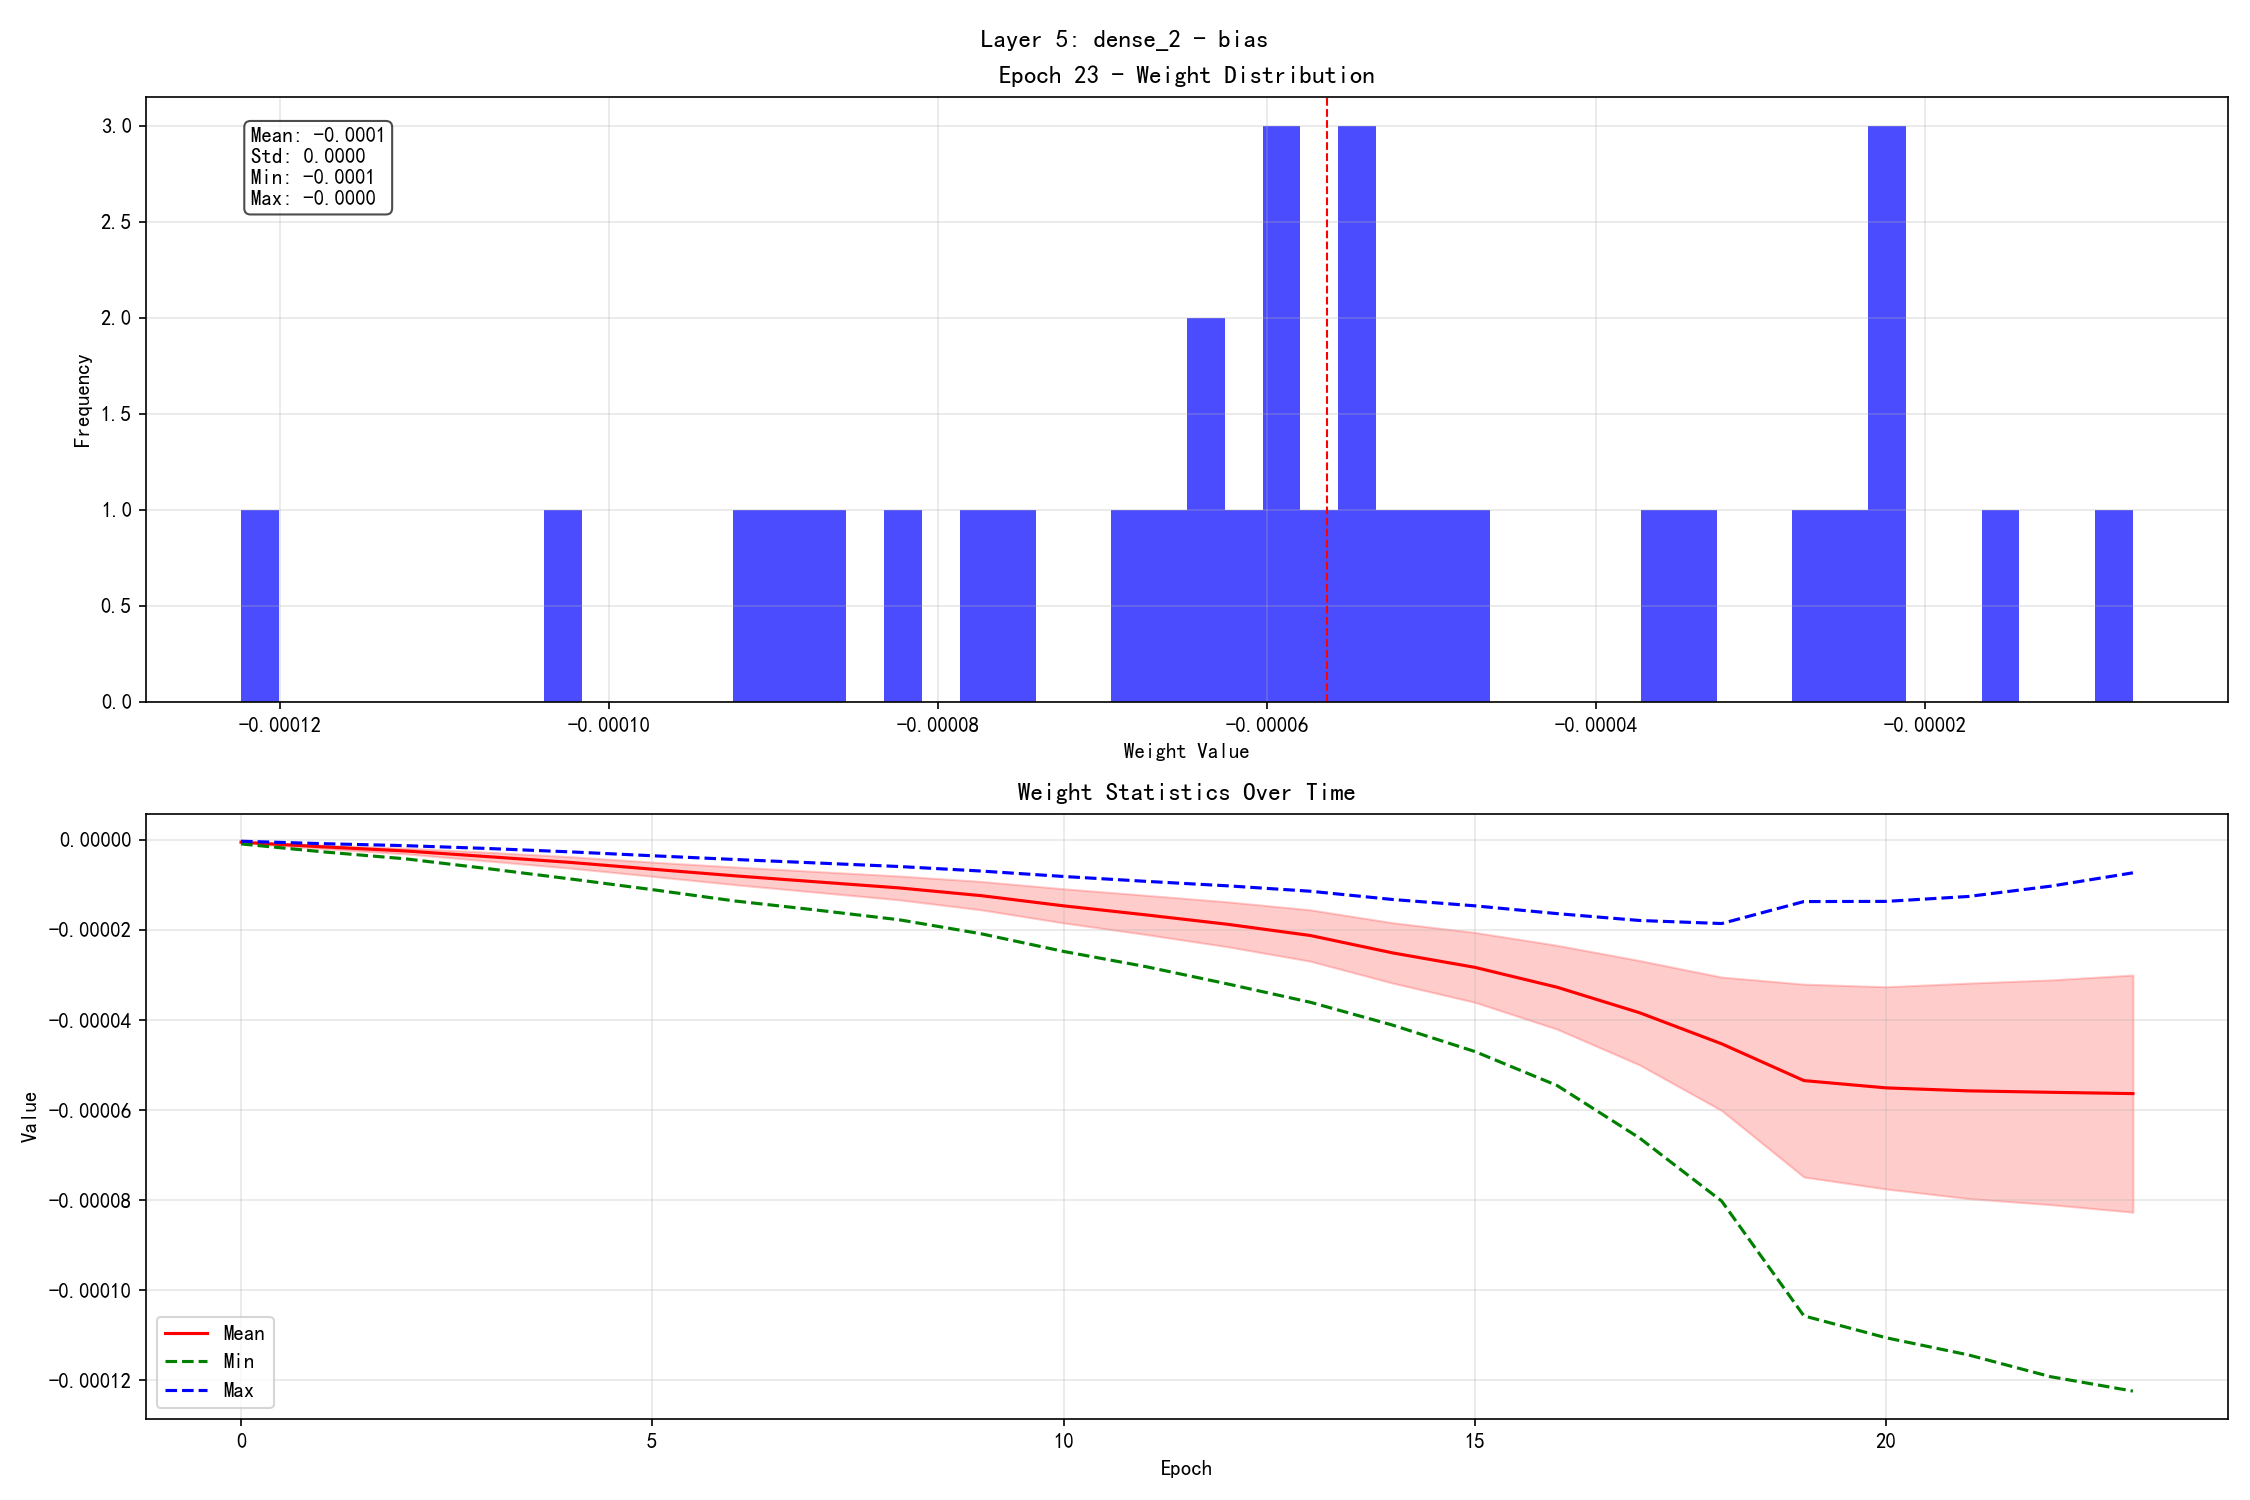 Layer 5: dense_2 - bias
Epoch 23 - Weight Distribution
Mean: -0.0001
Std: 0.0000
Min: -0.0001
Max: -0.0000
3.0
2.5
2.0
1.5
1.0
0.5
0.0
Frequency
-0.00012
-0.00010
-0.00008
-0.00006
-0.00004
-0.00002
Weight Value
Weight Statistics Over Time
0.00000
-0.00002
-0.00004
-0.00006
-0.00008
-0.00010
-0.00012
Value
Mean
Min
Max
0
5
10
15
20
Epoch